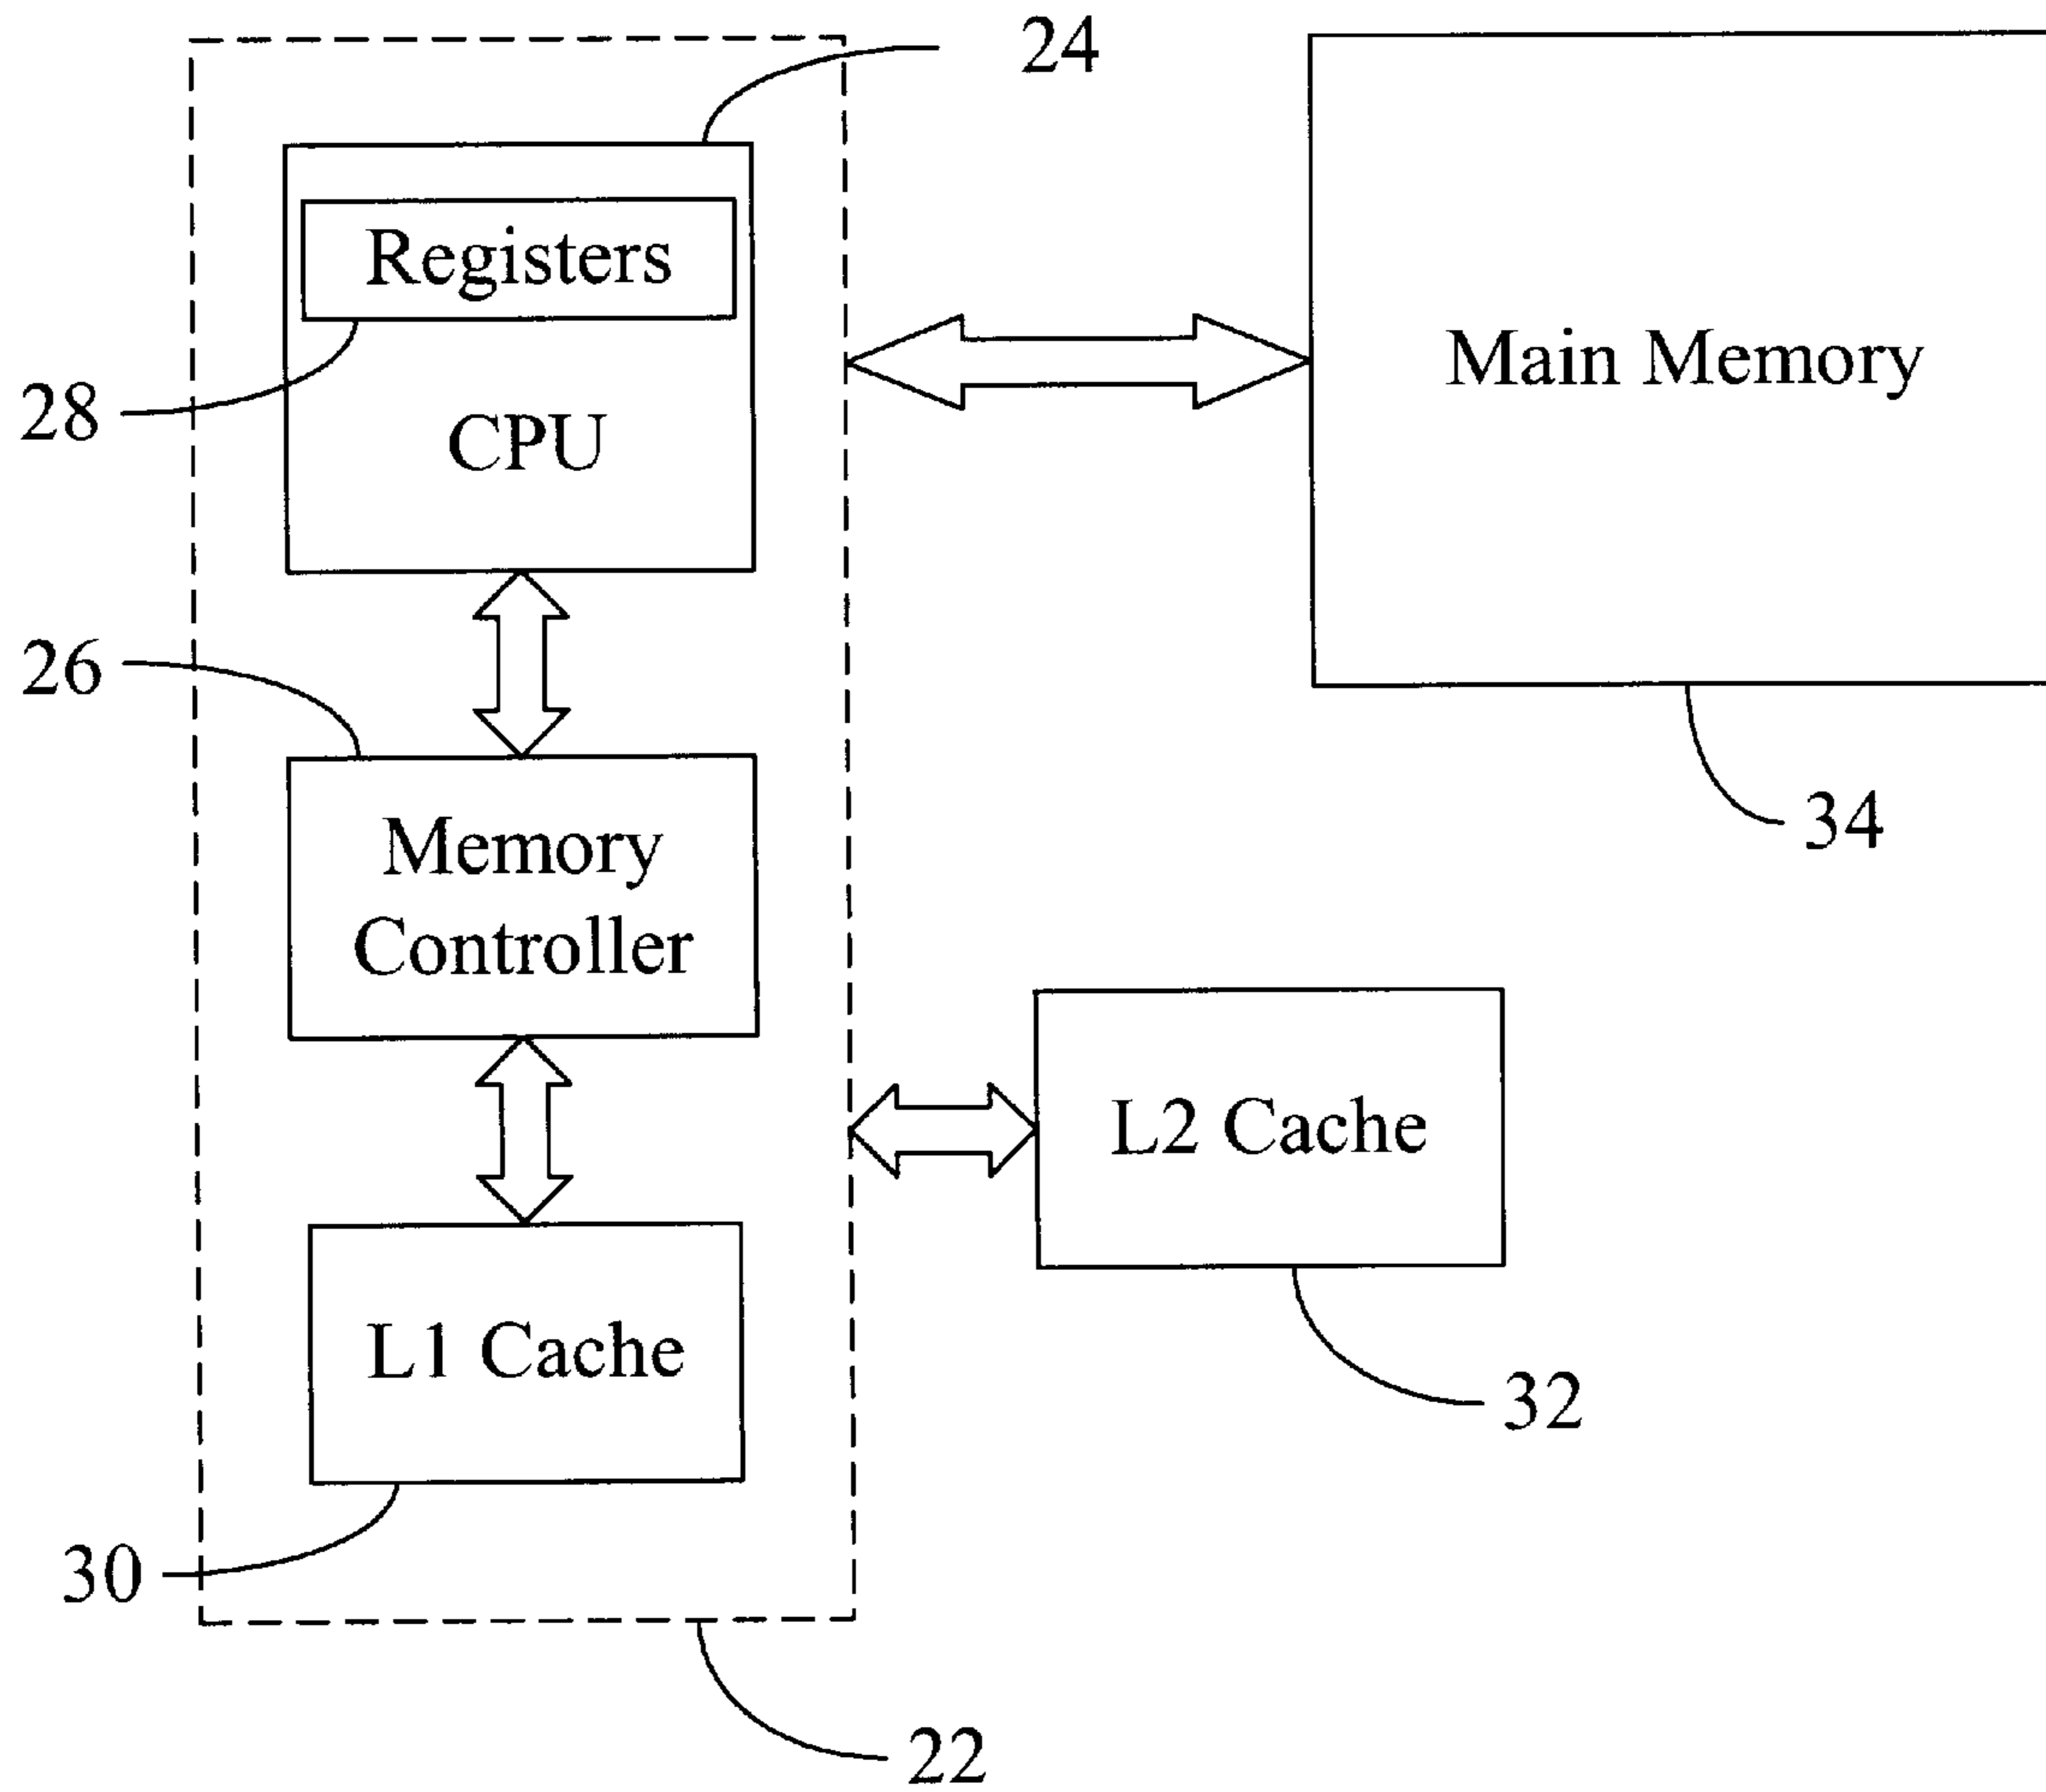 24
Registers
Main Memory
28
CPU
26
34
Memory
Controller
L2 Cache
L1 Cache
32
30
22